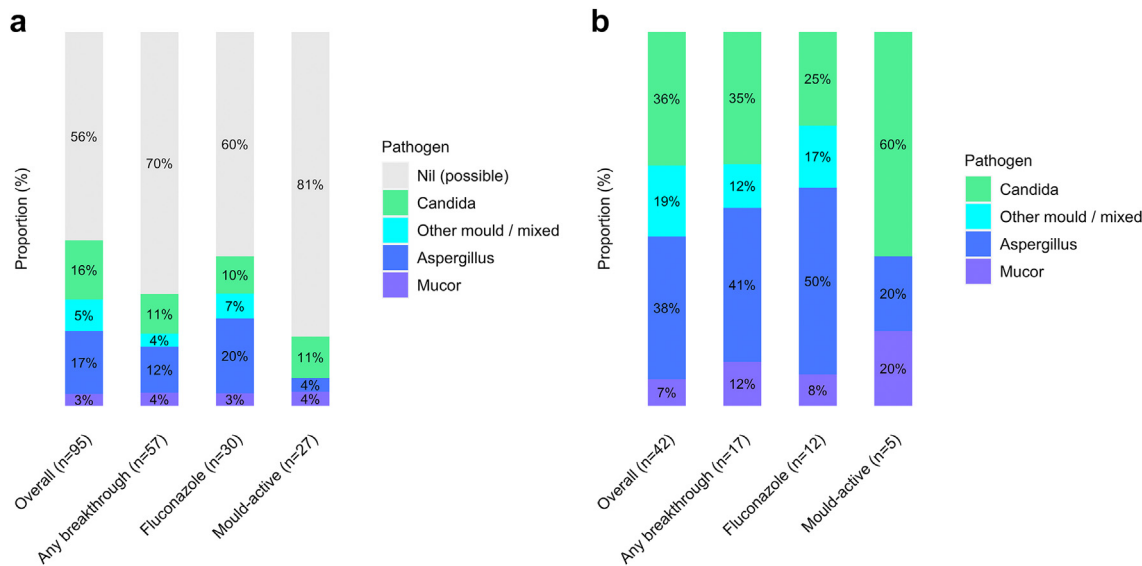 a
Proportion (%)
56%
16%
5%
17%
3%
70%
11%
4%
12%
4%
60%
10%
7%
20%
3%
81%
11%
4%
4%
Overall (n=95)
Any breakthrough (n=57)
Fluconazole (n=30)
Mould-active (n=27)
Pathogen
Nil (possible)
Candida
Other mould / mixed
Aspergillus
Mucor
b
Proportion (%)
36%
19%
38%
7%
35%
12%
41%
12%
25%
17%
50%
8%
60%
20%
20%
Overall (n=42)
Any breakthrough (n=17)
Fluconazole (n=12)
Mould-active (n=5)
Pathogen
Candida
Other mould / mixed
Aspergillus
Mucor